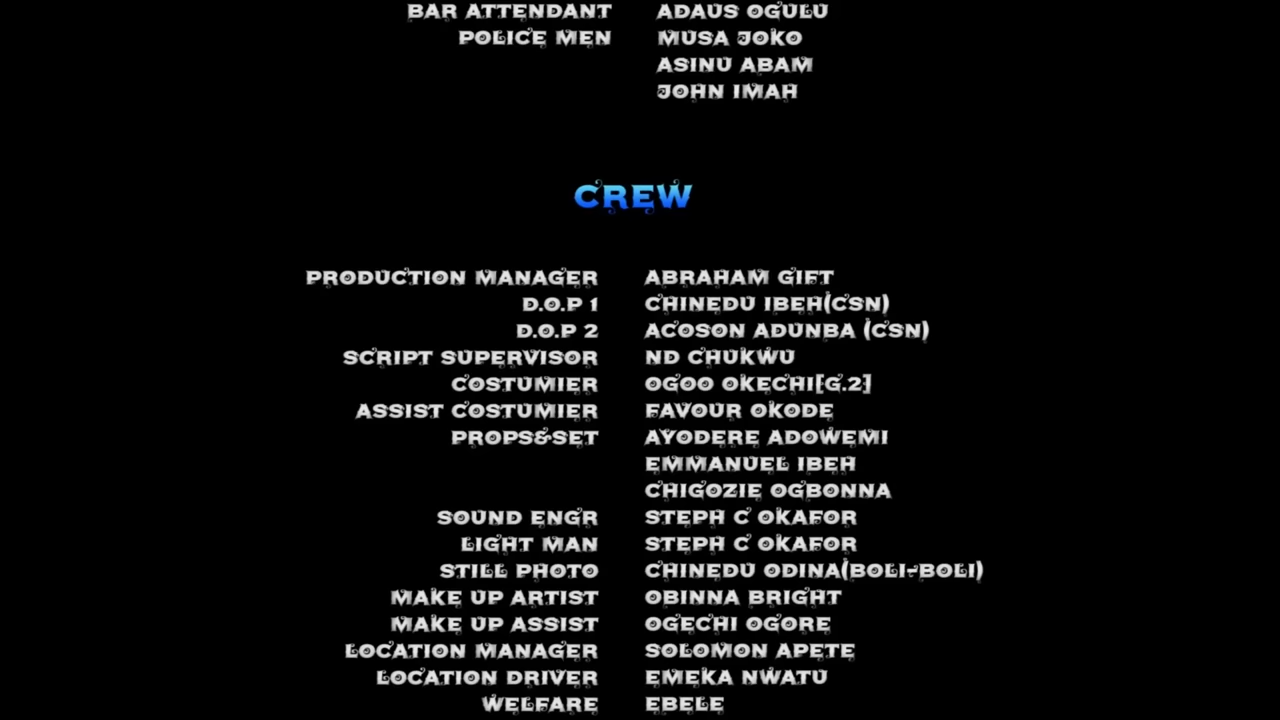 BAR ATTENDANT ADAUS OGULU
POLICE MEN MUSA JOKO
ASINU ABAM
JOHN IMAH
CREW
PRODUCTION MANAGER ABRAHAM GIFT
D.O.P 1 CHINEDU IBEH(CSN)
D.O.P 2 ACOSON ADUNBA (CSN)
SCRIPT SUPERVISOR ND CHUKWU
COSTUMIER OGOO OKECHI[G.2]
ASSIST COSTUMIER FAVOUR OKODE
PROPS&SET AYODERE ADOWEMI
EMMANUEL IBEH
CHIGOZIE OGBONNA
SOUND ENGR STEPH C OKAFOR
LIGHT MAN STEPH C OKAFOR
STILL PHOTO CHINEDU ODINA(BOLI-BOLI)
MAKE UP ARTIST OBINNA BRIGHT
MAKE UP ASSIST OGECHI OGORE
LOCATION MANAGER SOLOMON APETE
LOCATION DRIVER EMEKA NWATU
WELFARE EBELE